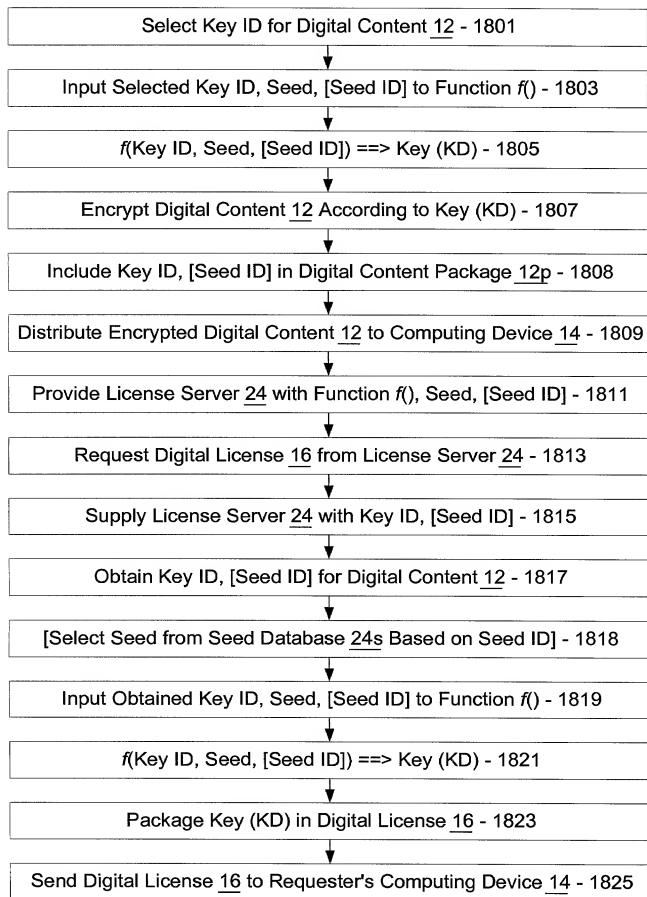 Select Key ID for Digital Content 12 - 1801
Input Selected Key ID, Seed, [Seed ID] to Function f() - 1803
f(Key ID, Seed, [Seed ID]) ==> Key (KD) - 1805
Encrypt Digital Content 12 According to Key (KD) - 1807
Include Key ID, [Seed ID] in Digital Content Package 12p - 1808
Distribute Encrypted Digital Content 12 to Computing Device 14 - 1809
Provide License Server 24 with Function f(), Seed, [Seed ID] - 1811
Request Digital License 16 from License Server 24 - 1813
Supply License Server 24 with Key ID, [Seed ID] - 1815
Obtain Key ID, [Seed ID] for Digital Content 12 - 1817
[Select Seed from Seed Database 24s Based on Seed ID] - 1818
Input Obtained Key ID, Seed, [Seed ID] to Function f() - 1819
f(Key ID, Seed, [Seed ID]) ==> Key (KD) - 1821
Package Key (KD) in Digital License 16 - 1823
Send Digital License 16 to Requester's Computing Device 14 - 1825